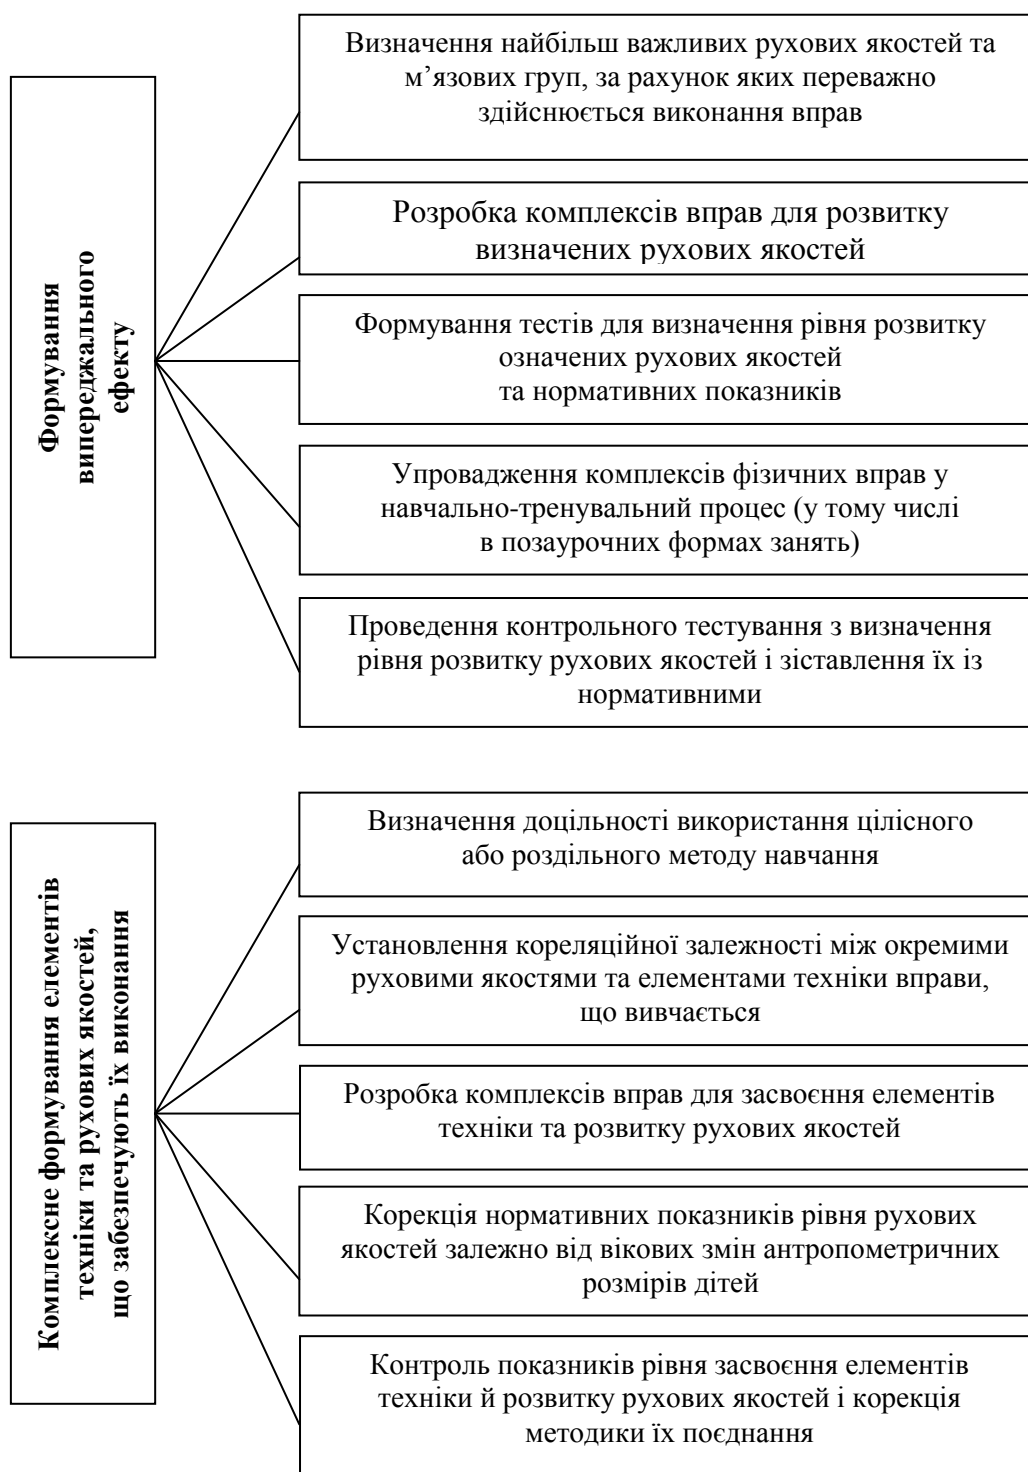 Формування
випереджального
ефекту
Визначення найбільш важливих рухових якостей та
м’язових груп, за рахунок яких переважно
здійснюється виконання вправ
Розробка комплексів вправ для розвитку
визначених рухових якостей
Формування тестів для визначення рівня розвитку
означених рухових якостей
та нормативних показників
Упровадження комплексів фізичних вправ у
навчально-тренувальний процес (у тому числі
в позаурочних формах занять)
Проведення контрольного тестування з визначення
рівня розвитку рухових якостей і зіставлення їх із
нормативними
Комплексне формування елементів
техніки та рухових якостей,
що забезпечують їх виконання
Визначення доцільності використання цілісного
або роздільного методу навчання
Установлення кореляційної залежності між окремими
руховими якостями та елементами техніки вправи,
що вивчається
Розробка комплексів вправ для засвоєння елементів
техніки та розвитку рухових якостей
Корекція нормативних показників рівня рухових
якостей залежно від вікових змін антропометричних
розмірів дітей
Контроль показників рівня засвоєння елементів
техніки й розвитку рухових якостей і корекція
методики їх поєднання